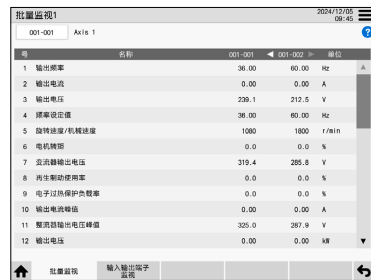 批量监视1
2024/12/05
09:45
001-001 Axis 1
?
号 名称 001-001 ◀ 001-002 ▶ 单位
1 输出频率 36.00 60.00 Hz
2 输出电流 0.00 0.00 A
3 输出电压 239.1 212.5 V
4 频率设定值 36.00 60.00 Hz
5 旋转速度/机械速度 1080 1800 r/min
6 电机转矩 0.0 0.0 %
7 变流器输出电压 319.4 285.8 V
8 再生制动使用率 0.0 0.0 %
9 电子过热保护负载率 0.0 0.0 %
10 输出电流峰值 0.00 0.00 A
11 整流器输出电压峰值 325.0 287.9 V
12 输出电压 0.00 0.00 kW
批量监视 输入输出端子
监视